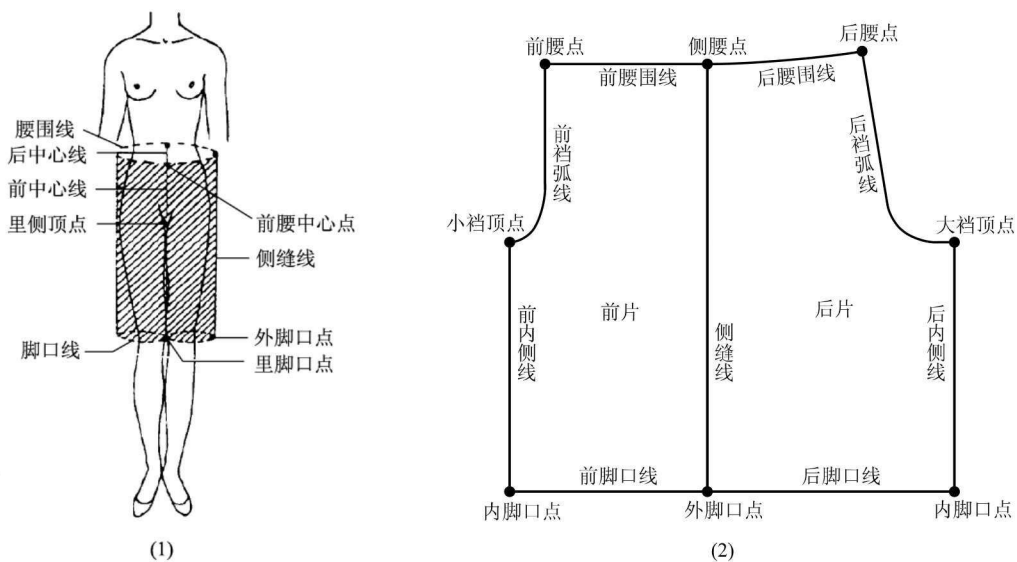 腰围线
后中心线
前中心线
里侧顶点
脚口线
前腰中心点
侧缝线
外脚口点
里脚口点
(1)
前腰点
侧腰点
后腰点
前腰围线
后腰围线
前裆弧线
后裆弧线
小裆顶点
大裆顶点
前内侧线
前片
侧缝线
后片
后内侧线
前脚口线
后脚口线
内脚口点
外脚口点
内脚口点
(2)